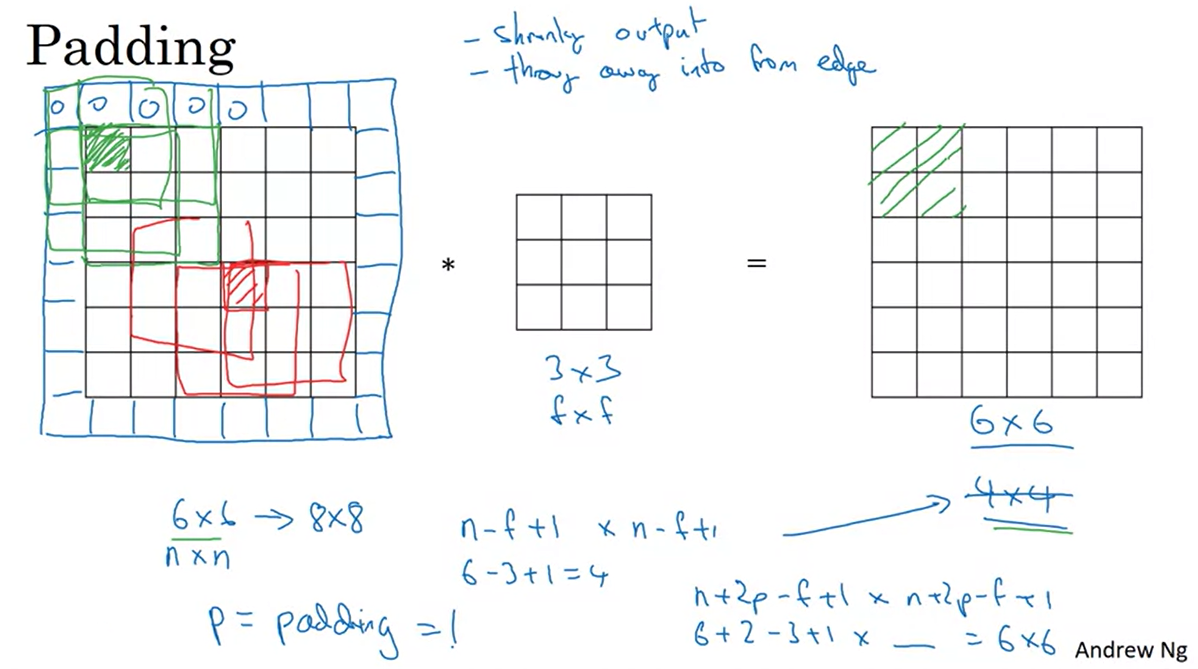 Padding
- shrinky output
- throw away info from edge
0 0 0 0 0
*
=
3 × 3
f × f
6 × 6
4 × 4
6 × 6 → 8 × 8
n × n
n - f + 1 × n - f + 1
6 - 3 + 1 = 4
p = padding = 1
n + 2p - f + 1 × n + 2p - f + 1
6 + 2 - 3 + 1 × __ = 6 × 6
Andrew Ng